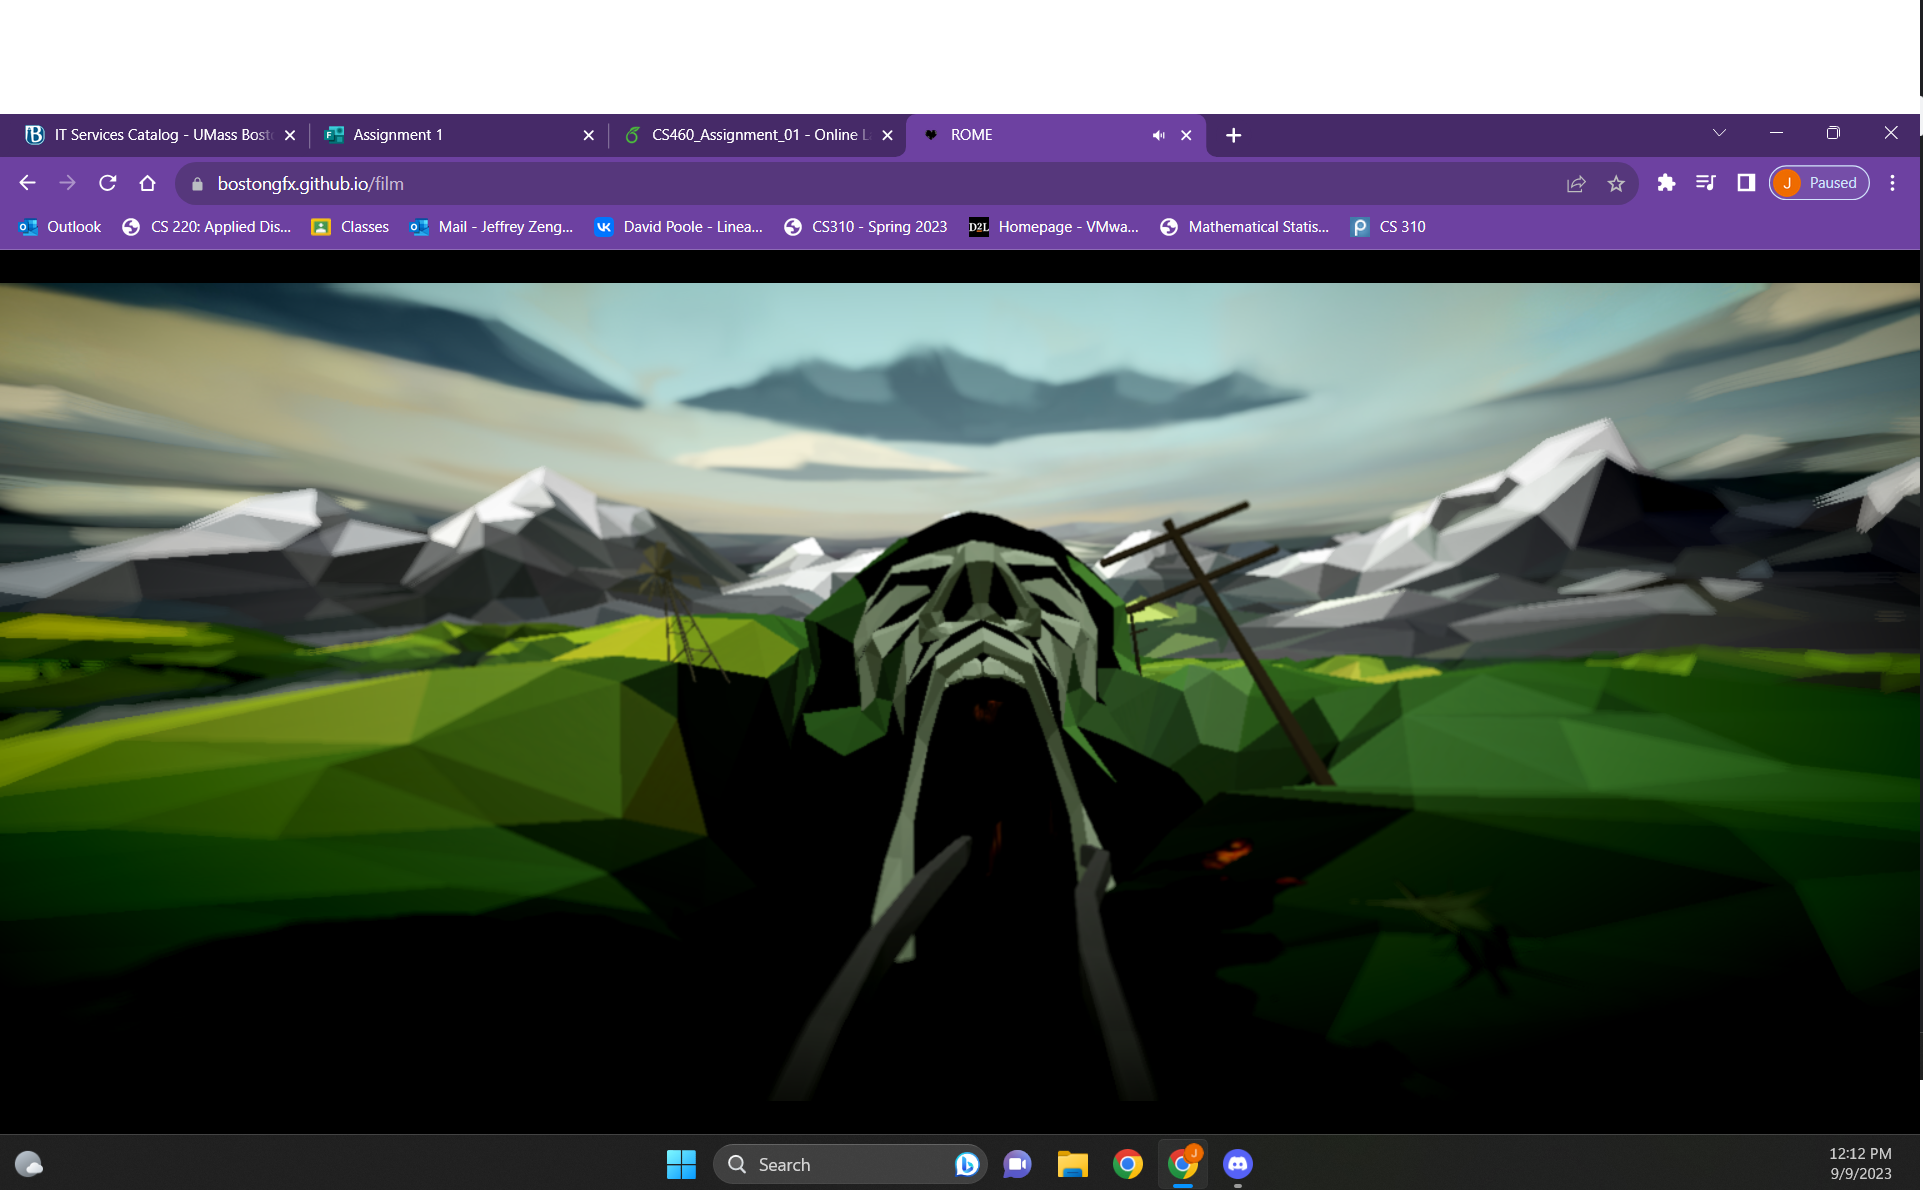 IT Services Catalog - UMass Bost
Assignment 1
CS460_Assignment_01 - Online L
ROME
bostongfx.github.io/film
J
Paused
Outlook
CS 220: Applied Dis...
Classes
Mail - Jeffrey Zeng...
David Poole - Linea...
CS310 - Spring 2023
D2L
Homepage - VMwa...
Mathematical Statis...
CS 310
Search
J
12:12 PM
9/9/2023